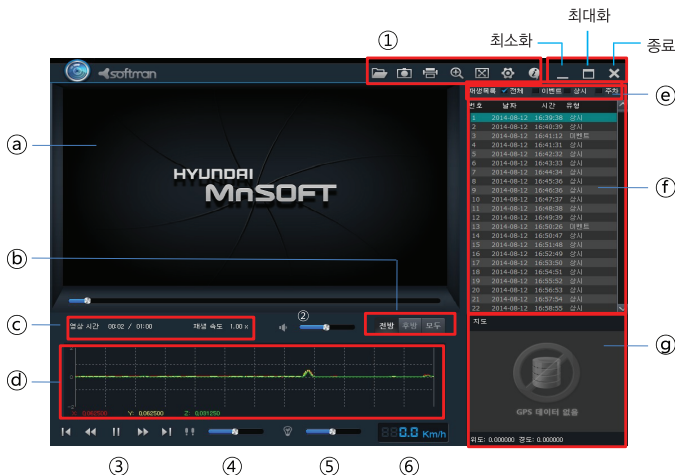 최대화
최소화
종료
①
softman
재생목록 ✓ 전체 이벤트 상시 주차
ⓔ
번호 날짜 시간 유형
1 2014-08-12 16:39:38 상시
2 2014-08-12 16:40:39 상시
3 2014-08-12 16:41:12 이벤트
4 2014-08-12 16:41:31 상시
5 2014-08-12 16:42:32 상시
6 2014-08-12 16:43:33 상시
7 2014-08-12 16:44:34 상시
8 2014-08-12 16:45:36 상시
9 2014-08-12 16:46:36 상시
10 2014-08-12 16:47:37 상시
11 2014-08-12 16:48:38 상시
12 2014-08-12 16:49:39 상시
13 2014-08-12 16:50:26 이벤트
14 2014-08-12 16:50:47 상시
15 2014-08-12 16:51:48 상시
16 2014-08-12 16:52:49 상시
17 2014-08-12 16:53:50 상시
18 2014-08-12 16:54:51 상시
19 2014-08-12 16:55:52 상시
20 2014-08-12 16:56:53 상시
21 2014-08-12 16:57:54 상시
22 2014-08-12 16:58:55 상시
ⓕ
ⓐ
HYUNDAI
MnSOFT
ⓑ
ⓒ
영상 시간 00:02 / 01:00 재생 속도 1.00 x
②
전방 후방 모두
지도
ⓖ
GPS 데이터 없음
위도: 0.000000 경도: 0.000000
ⓓ
0
X: 0.062500 Y: 0.062500 Z: 0.031250
0.0 Km/h
③
④
⑤
⑥